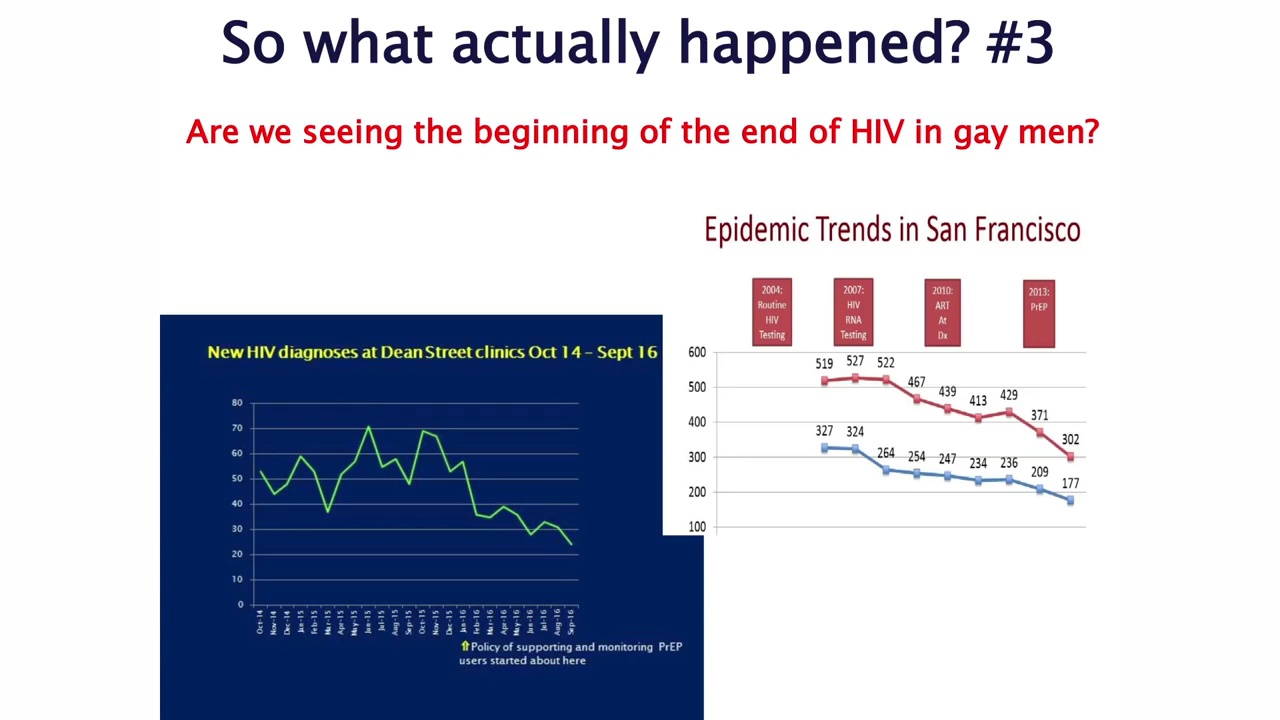 So what actually happened? #3
Are we seeing the beginning of the end of HIV in gay men?
Epidemic Trends in San Francisco
2004:
Routine
HIV
Testing
2007:
HIV
RNA
Testing
2010:
ART
At
Dx
2013:
PrEP
600
500
400
300
200
100
519
527
522
467
439
413
429
371
302
327
324
264
254
247
234
236
209
177
New HIV diagnoses at Dean Street clinics Oct 14 – Sept 16
80
70
60
50
40
30
20
10
0
Oct-14
Nov-14
Dec-14
Jan-15
Feb-15
Mar-15
Apr-15
May-15
Jun-15
Jul-15
Aug-15
Sep-15
Oct-15
Nov-15
Dec-15
Jan-16
Feb-16
Mar-16
Apr-16
May-16
Jun-16
Jul-16
Aug-16
Sep-16
⇧ Policy of supporting and monitoring PrEP
users started about here